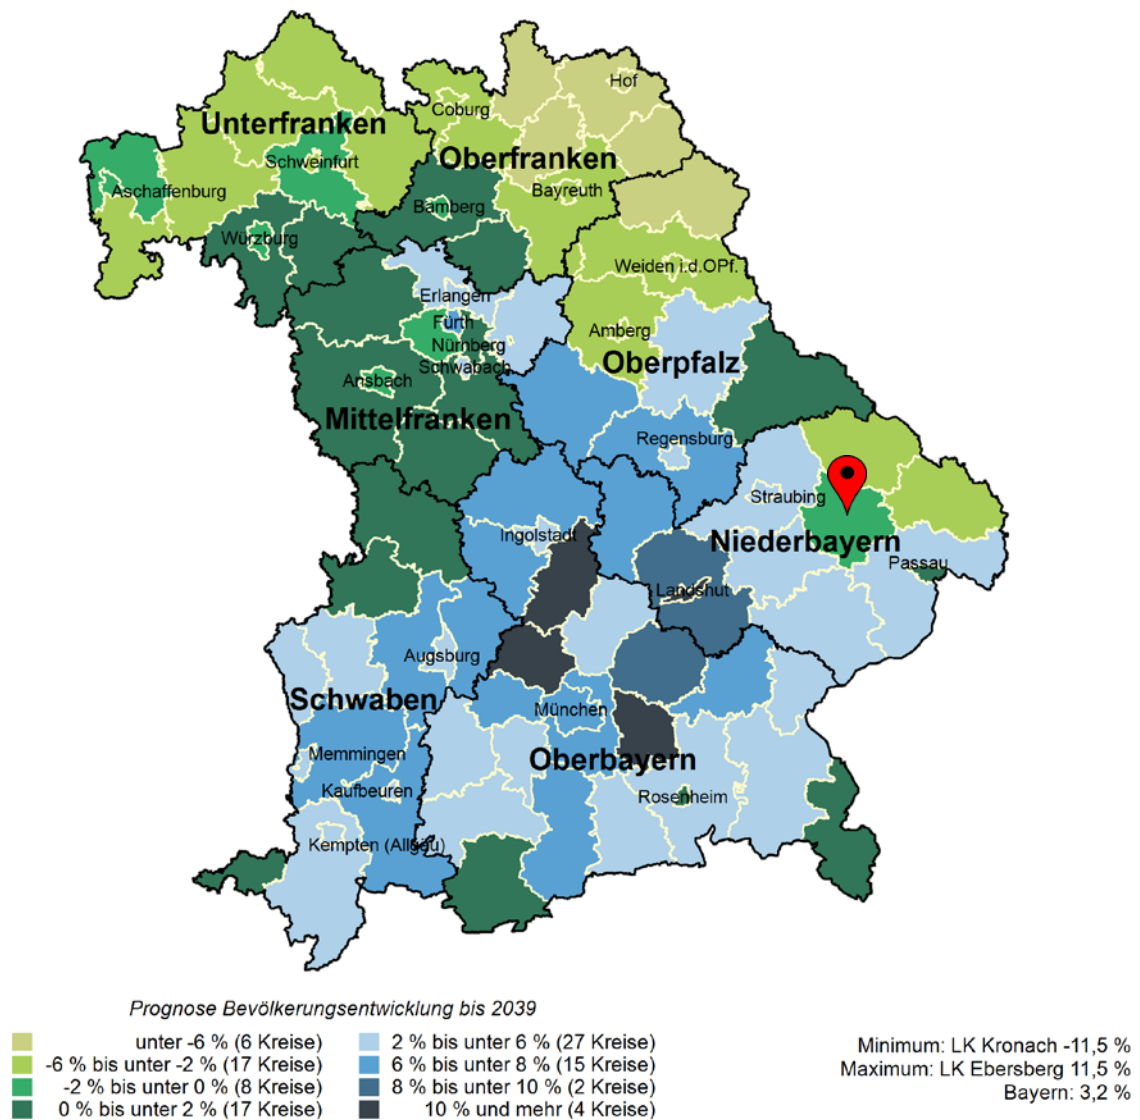 Hof
Coburg
Unterfranken
Oberfranken
Schweinfurt
Aschaffenburg
Bayreuth
Bamberg
Würzburg
Weiden i.d.OPf.
Erlangen
Fürth
Amberg
Nürnberg
Oberpfalz
Schwabach
Ansbach
Mittelfranken
Regensburg
Straubing
Ingolstadt
Niederbayern
Passau
Landshut
Augsburg
Schwaben
München
Memmingen
Oberbayern
Kaufbeuren
Rosenheim
Kempten (Allgäu)
Prognose Bevölkerungsentwicklung bis 2039
unter -6 % (6 Kreise)
-6 % bis unter -2 % (17 Kreise)
-2 % bis unter 0 % (8 Kreise)
0 % bis unter 2 % (17 Kreise)
2 % bis unter 6 % (27 Kreise)
6 % bis unter 8 % (15 Kreise)
8 % bis unter 10 % (2 Kreise)
10 % und mehr (4 Kreise)
Minimum: LK Kronach -11,5 %
Maximum: LK Ebersberg 11,5 %
Bayern: 3,2 %